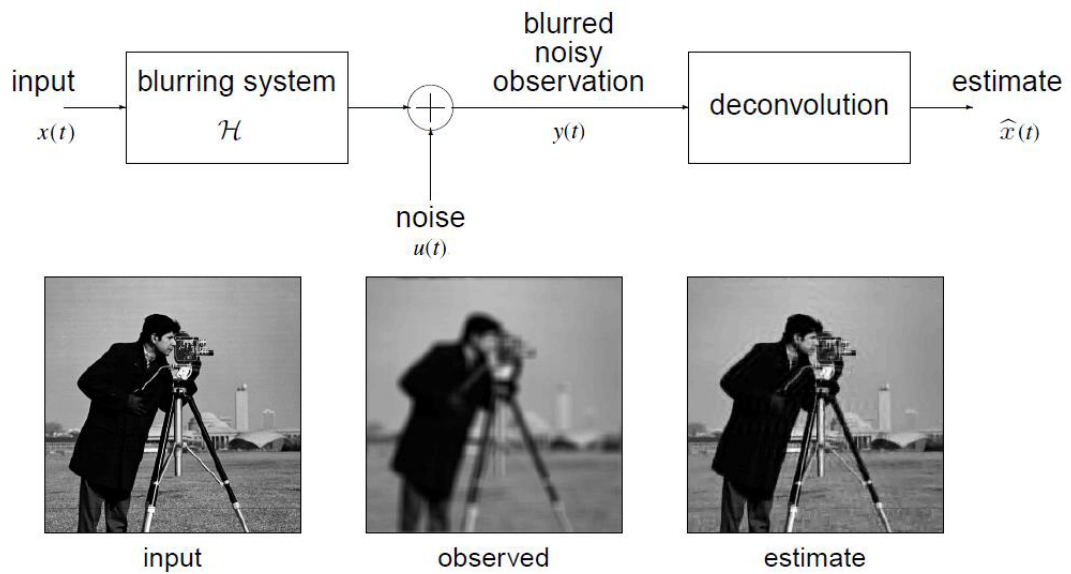 blurred
noisy
observation
input
blurring system
estimate
deconvolution
x(t)
ℋ
+
y(t)
x̂(t)
noise
u(t)
input
observed
estimate